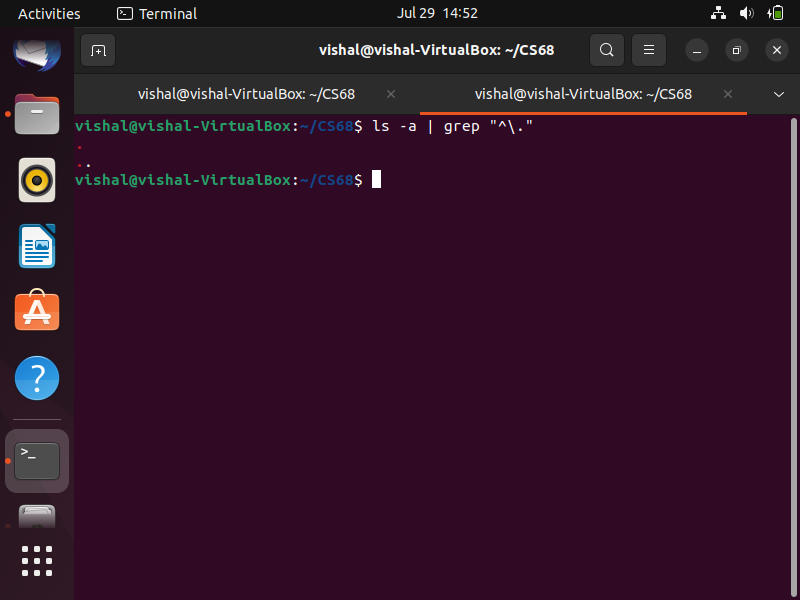 Activities
Terminal
Jul 29 14:52
vishal@vishal-VirtualBox: ~/CS68
vishal@vishal-VirtualBox: ~/CS68
vishal@vishal-VirtualBox: ~/CS68
vishal@vishal-VirtualBox:~/CS68$ ls -a | grep "^\."
.
..
vishal@vishal-VirtualBox:~/CS68$